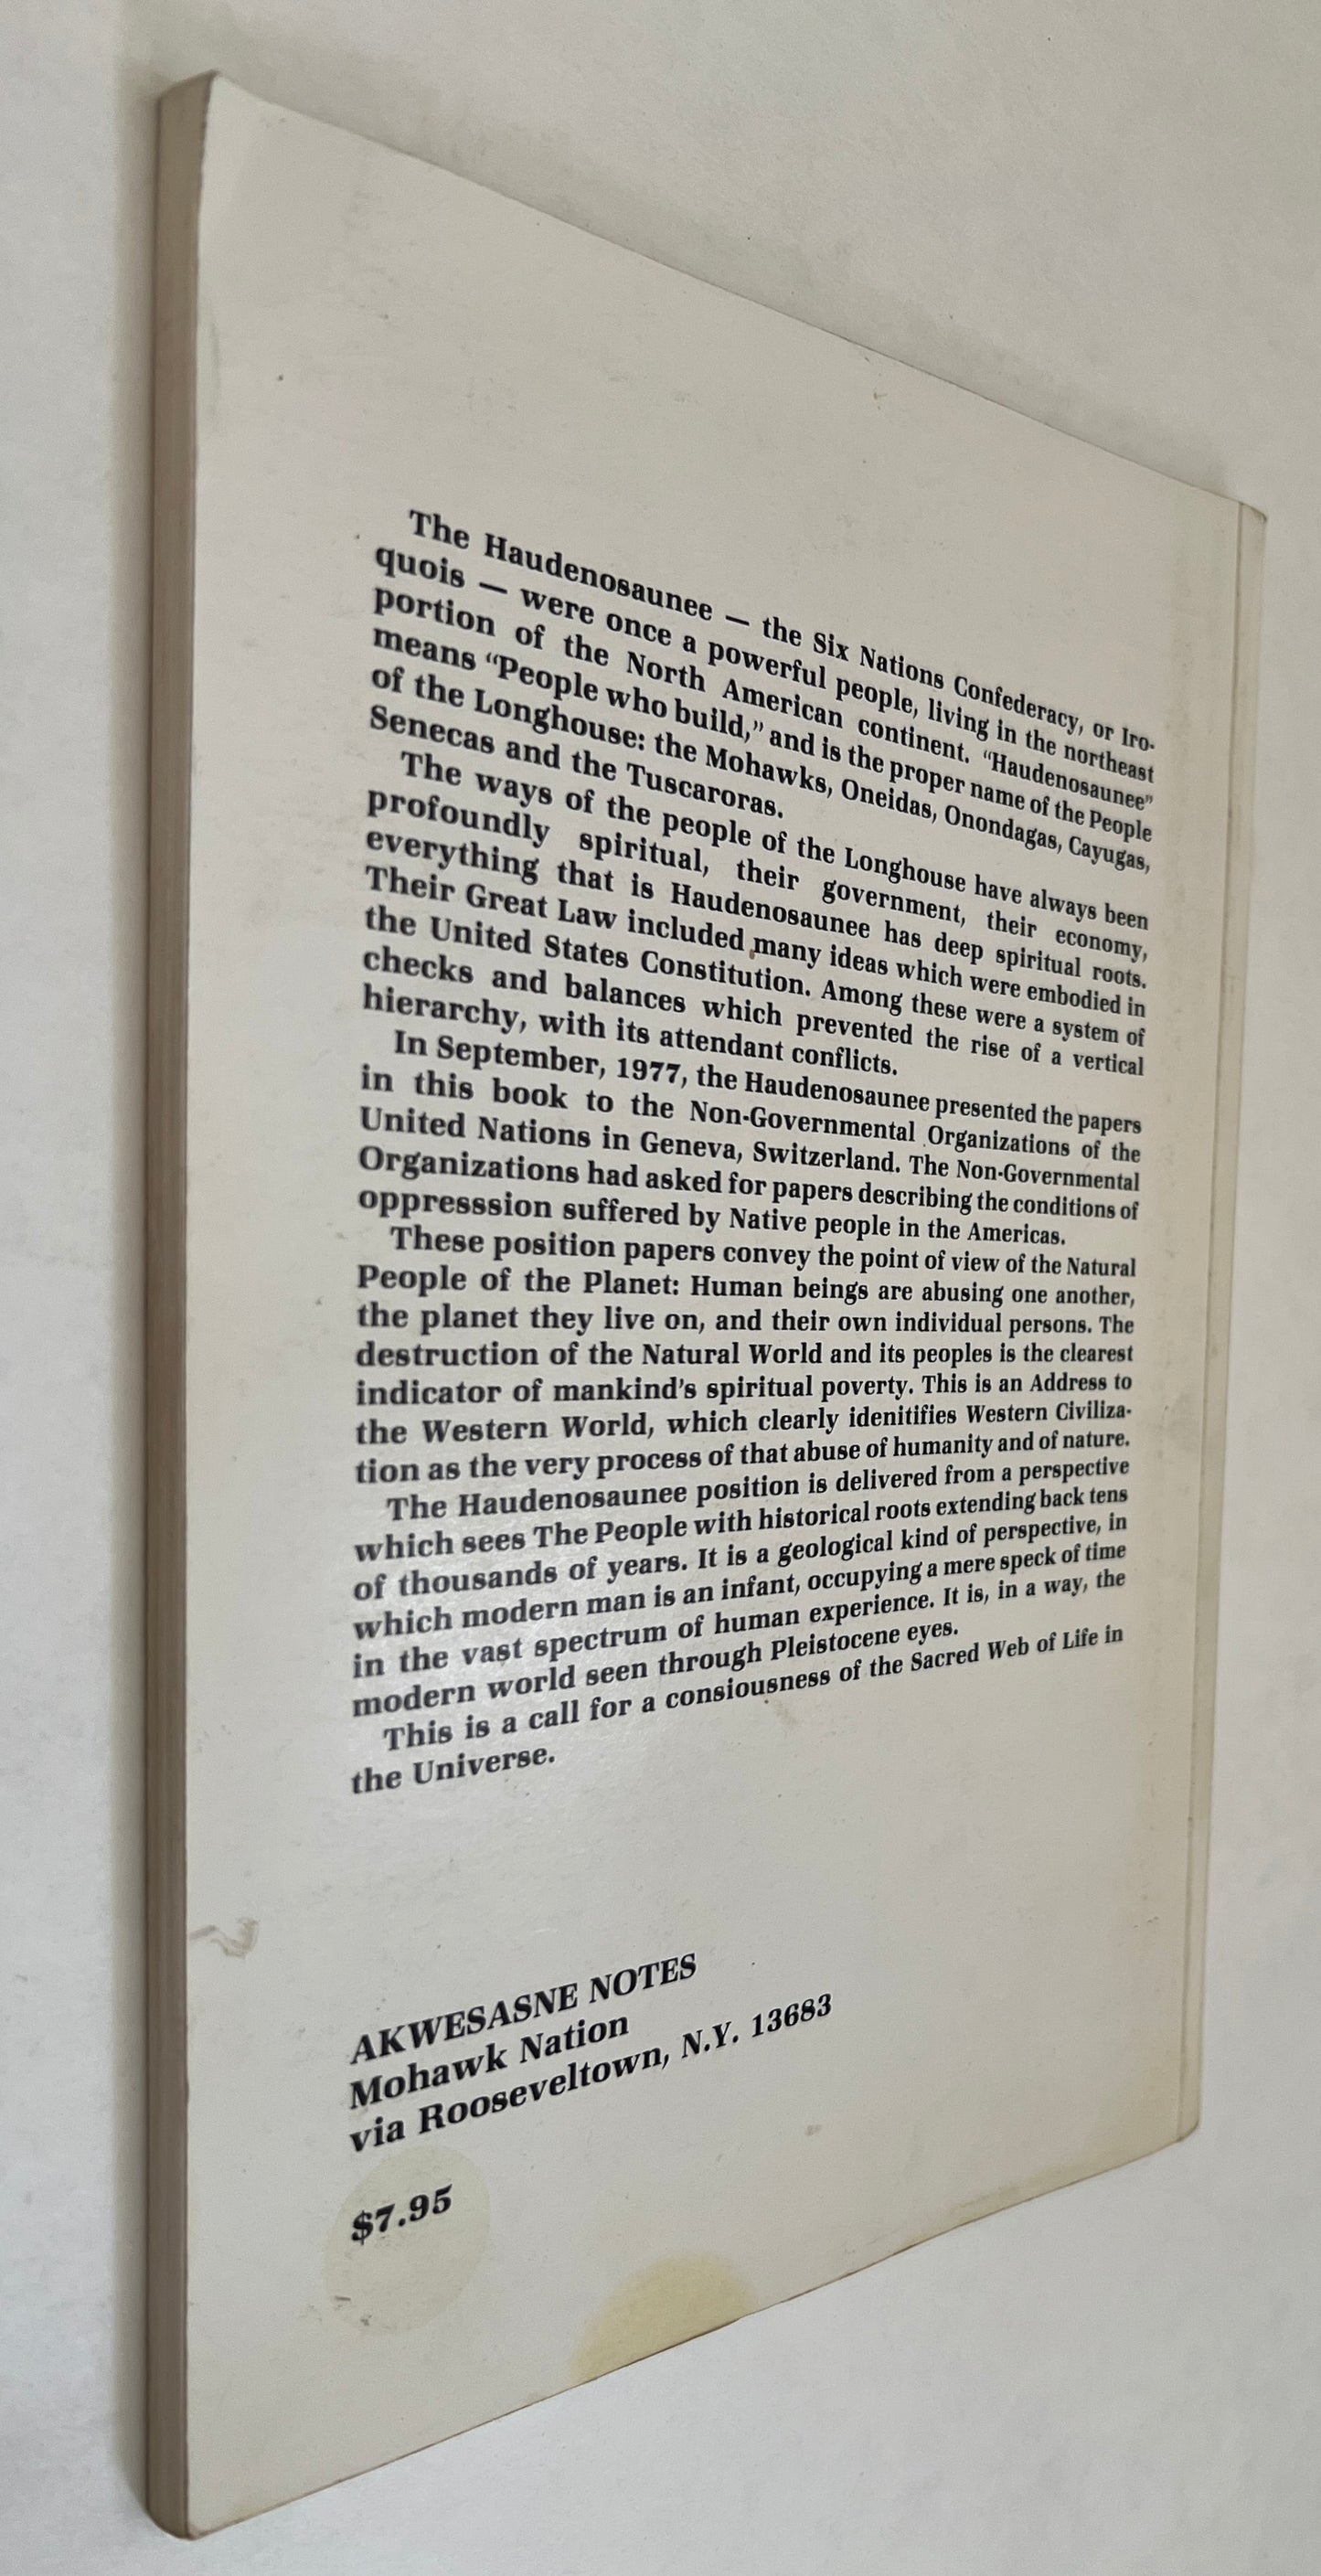 The Haudenosaunee — the Six Nations Confederacy, or Iro-
quois — were once a powerful people, living in the northeast
portion of the North American continent. “Haudenosaunee”
means “People who build,” and is the proper name of the People
of the Longhouse: the Mohawks, Oneidas, Onondagas, Cayugas,
Senecas and the Tuscaroras.
The ways of the people of the Longhouse have always been
profoundly spiritual, their government, their economy,
everything that is Haudenosaunee has deep spiritual roots.
Their Great Law included many ideas which were embodied in
the United States Constitution. Among these were a system of
checks and balances which prevented the rise of a vertical
hierarchy, with its attendant conflicts.
In September, 1977, the Haudenosaunee presented the papers
in this book to the Non-Governmental Organizations of the
United Nations in Geneva, Switzerland. The Non-Governmental
Organizations had asked for papers describing the conditions of
oppresssion suffered by Native people in the Americas.
These position papers convey the point of view of the Natural
People of the Planet: Human beings are abusing one another,
the planet they live on, and their own individual persons. The
destruction of the Natural World and its peoples is the clearest
indicator of mankind’s spiritual poverty. This is an Address to
the Western World, which clearly idenitifies Western Civiliza-
tion as the very process of that abuse of humanity and of nature.
The Haudenosaunee position is delivered from a perspective
which sees The People with historical roots extending back tens
of thousands of years. It is a geological kind of perspective, in
which modern man is an infant, occupying a mere speck of time
in the vast spectrum of human experience. It is, in a way, the
modern world seen through Pleistocene eyes.
This is a call for a consiousness of the Sacred Web of Life in
the Universe.
AKWESASNE NOTES
Mohawk Nation
via Rooseveltown, N.Y. 13683
$7.95